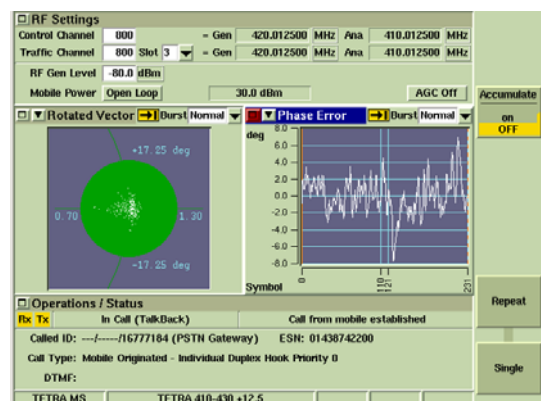 RF Settings
Control Channel 800 = Gen 420.012500 MHz Ana 410.012500 MHz
Traffic Channel 800 Slot 3 = Gen 420.012500 MHz Ana 410.012500 MHz
RF Gen Level -80.0 dBm
Mobile Power Open Loop 30.0 dBm AGC Off
Accumulate
on
OFF
Rotated Vector Burst Normal
+17.25 deg
0.70 1.30
-17.25 deg
Phase Error Burst Normal
deg 8.0
6.0
4.0
2.0
0.0
-2.0
-4.0
-6.0
-8.0
Symbol 0 110 121 231
Operations / Status
Rx Tx In Call (TalkBack) Call from mobile established
Called ID: ---/-----/16777184 (PSTN Gateway) ESN: 01438742200
Call Type: Mobile Originated - Individual Duplex Hook Priority 0
DTMF:
TETRA MS TETRA 410-430 +12.5
Repeat
Single